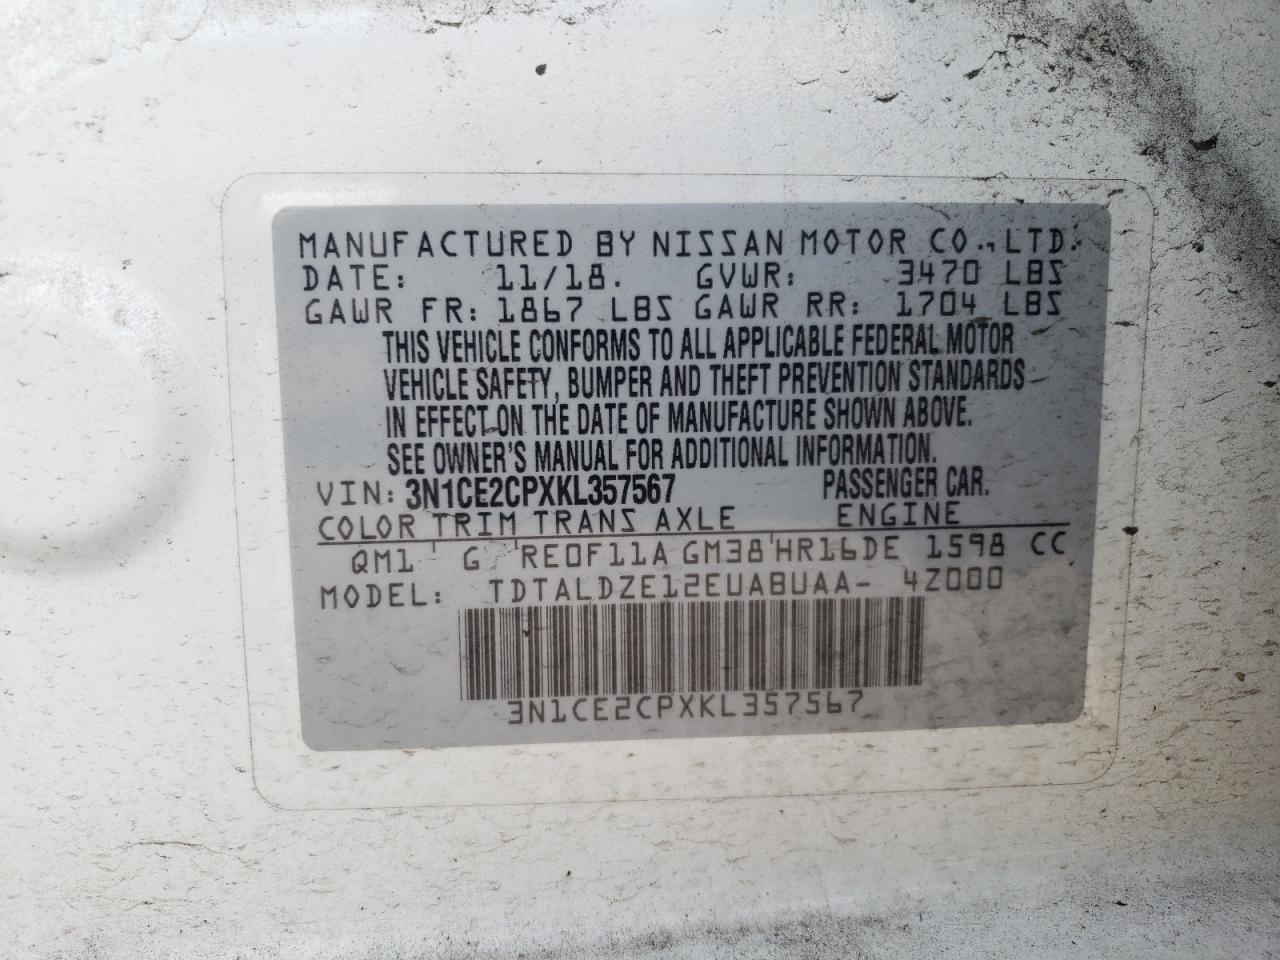 MANUFACTURED BY NISSAN MOTOR CO., LTD.
DATE: 11/18. GVWR: 3470 LBS
GAWR FR: 1867 LBS GAWR RR: 1704 LBS
THIS VEHICLE CONFORMS TO ALL APPLICABLE FEDERAL MOTOR
VEHICLE SAFETY, BUMPER AND THEFT PREVENTION STANDARDS
IN EFFECT ON THE DATE OF MANUFACTURE SHOWN ABOVE.
SEE OWNER'S MANUAL FOR ADDITIONAL INFORMATION.
VIN: 3N1CE2CPXKL357567 PASSENGER CAR.
COLOR TRIM TRANS AXLE ENGINE
QM1 G RE0F11A GM38 HR16DE 1598 CC
MODEL: TDTALDZE12EUABUAA- 4Z000
3N1CE2CPXKL357567